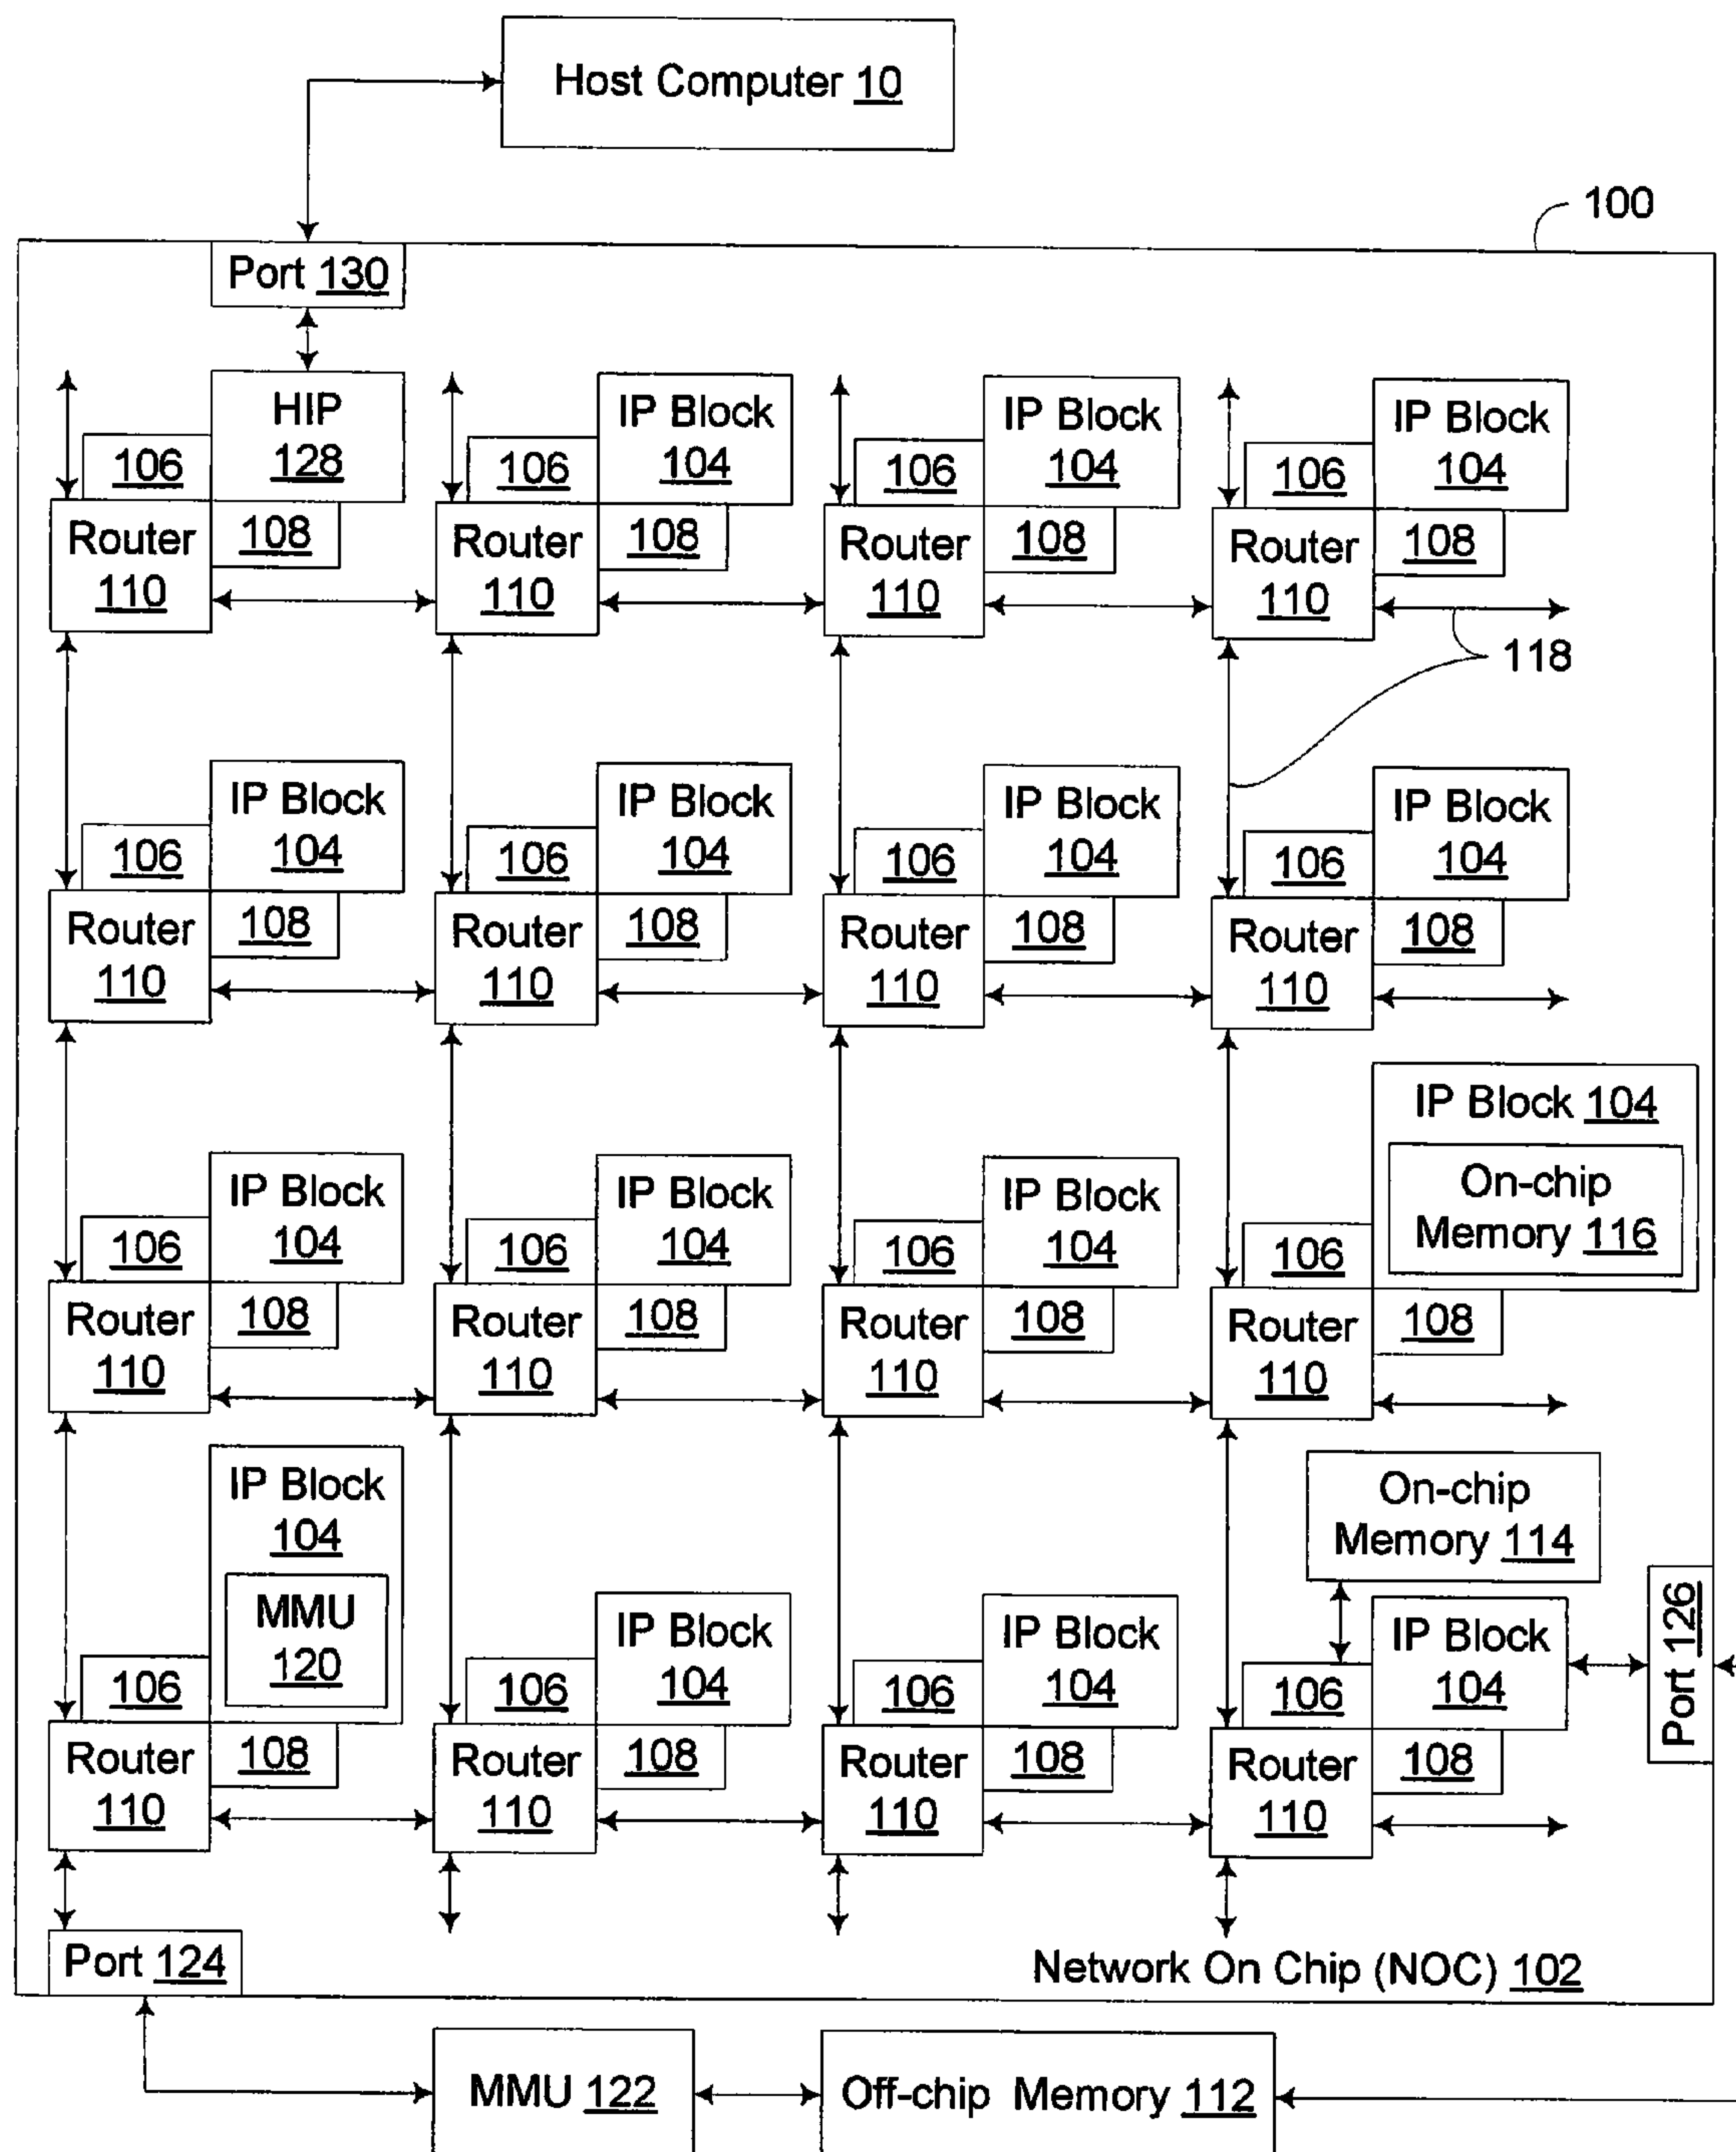 Host Computer 10
100
Port 130
HIP
128
106
Router
110
108
IP Block
104
106
Router
110
108
IP Block
104
106
Router
110
108
IP Block
104
106
Router
110
108
118
IP Block
104
106
Router
110
108
IP Block
104
106
Router
110
108
IP Block
104
106
Router
110
108
IP Block
104
106
Router
110
108
IP Block
104
106
Router
110
108
IP Block
104
106
Router
110
108
IP Block
104
106
Router
110
108
IP Block 104
On-chip
Memory 116
106
Router
110
108
IP Block
104
MMU
120
106
Router
110
108
IP Block
104
106
Router
110
108
IP Block
104
106
Router
110
108
On-chip
Memory 114
IP Block
104
106
Router
110
108
Port 126
Port 124
Network On Chip (NOC) 102
MMU 122
Off-chip Memory 112